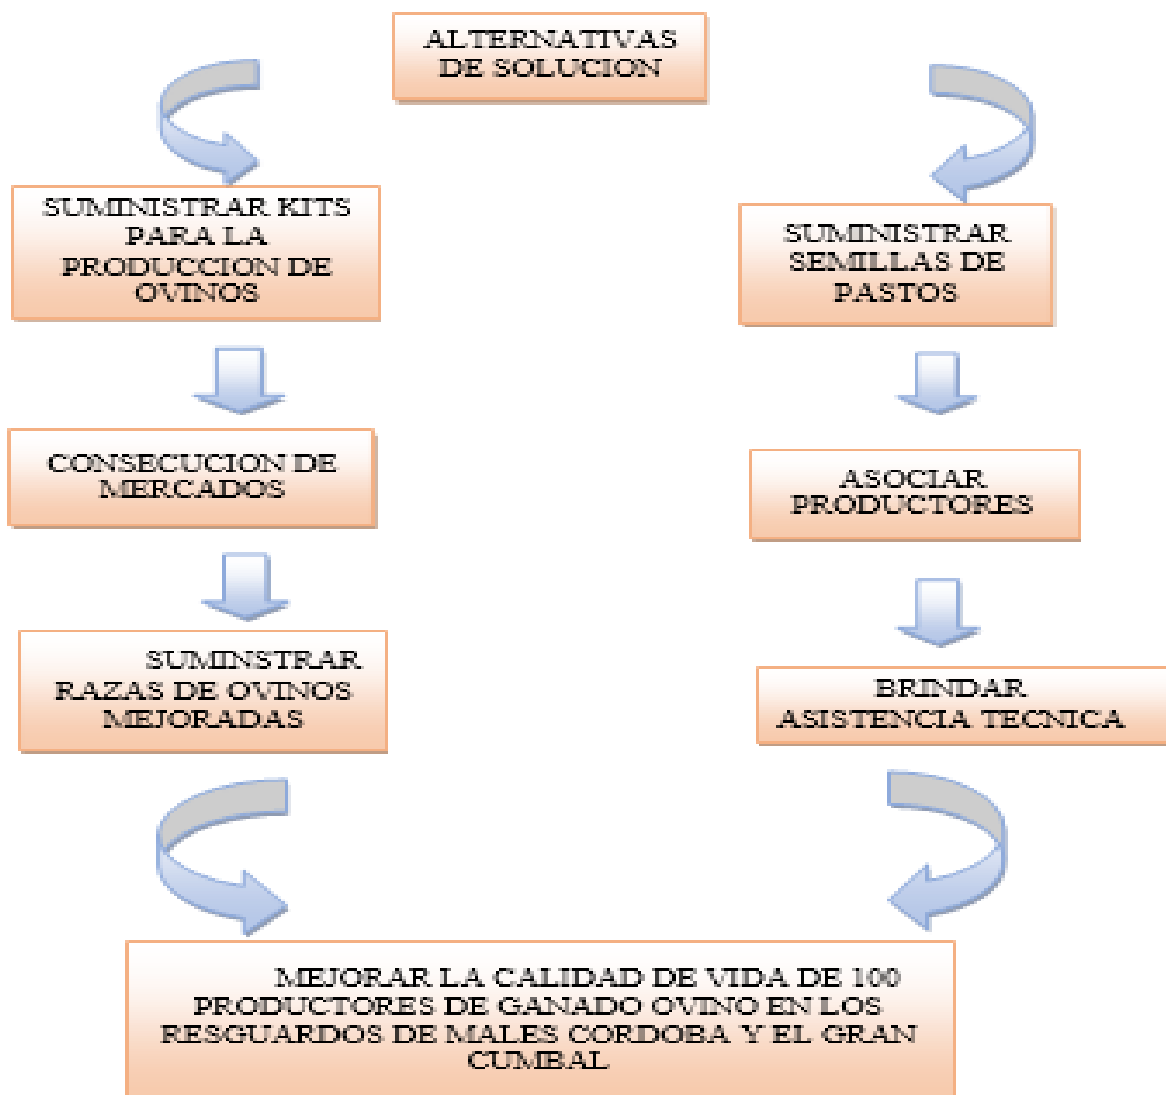 ALTERNATIVAS
DE SOLUCION
SUMINISTRAR KITS
PARA LA
PRODUCCION DE
OVINOS
CONSECUCION DE
MERCADOS
SUMINSTRAR
RAZAS DE OVINOS
MEJORADAS
SUMINISTRAR
SEMILLAS DE
PASTOS
ASOCIAR
PRODUCTORES
BRINDAR
ASISTENCIA TECNICA
MEJORAR LA CALIDAD DE VIDA DE 100
PRODUCTORES DE GANADO OVINO EN LOS
RESGUARDOS DE MALES CORDOBA Y EL GRAN
CUMBAL